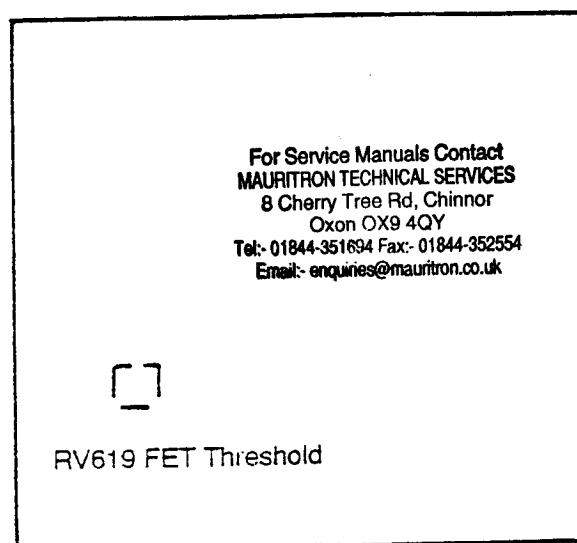 For Service Manuals Contact
MAURITRON TECHNICAL SERVICES
8 Cherry Tree Rd, Chinnor
Oxon OX9 4QY
Tel:- 01844-351694 Fax:- 01844-352554
Email:- enquiries@mauritron.co.uk
RV619 FET Threshold